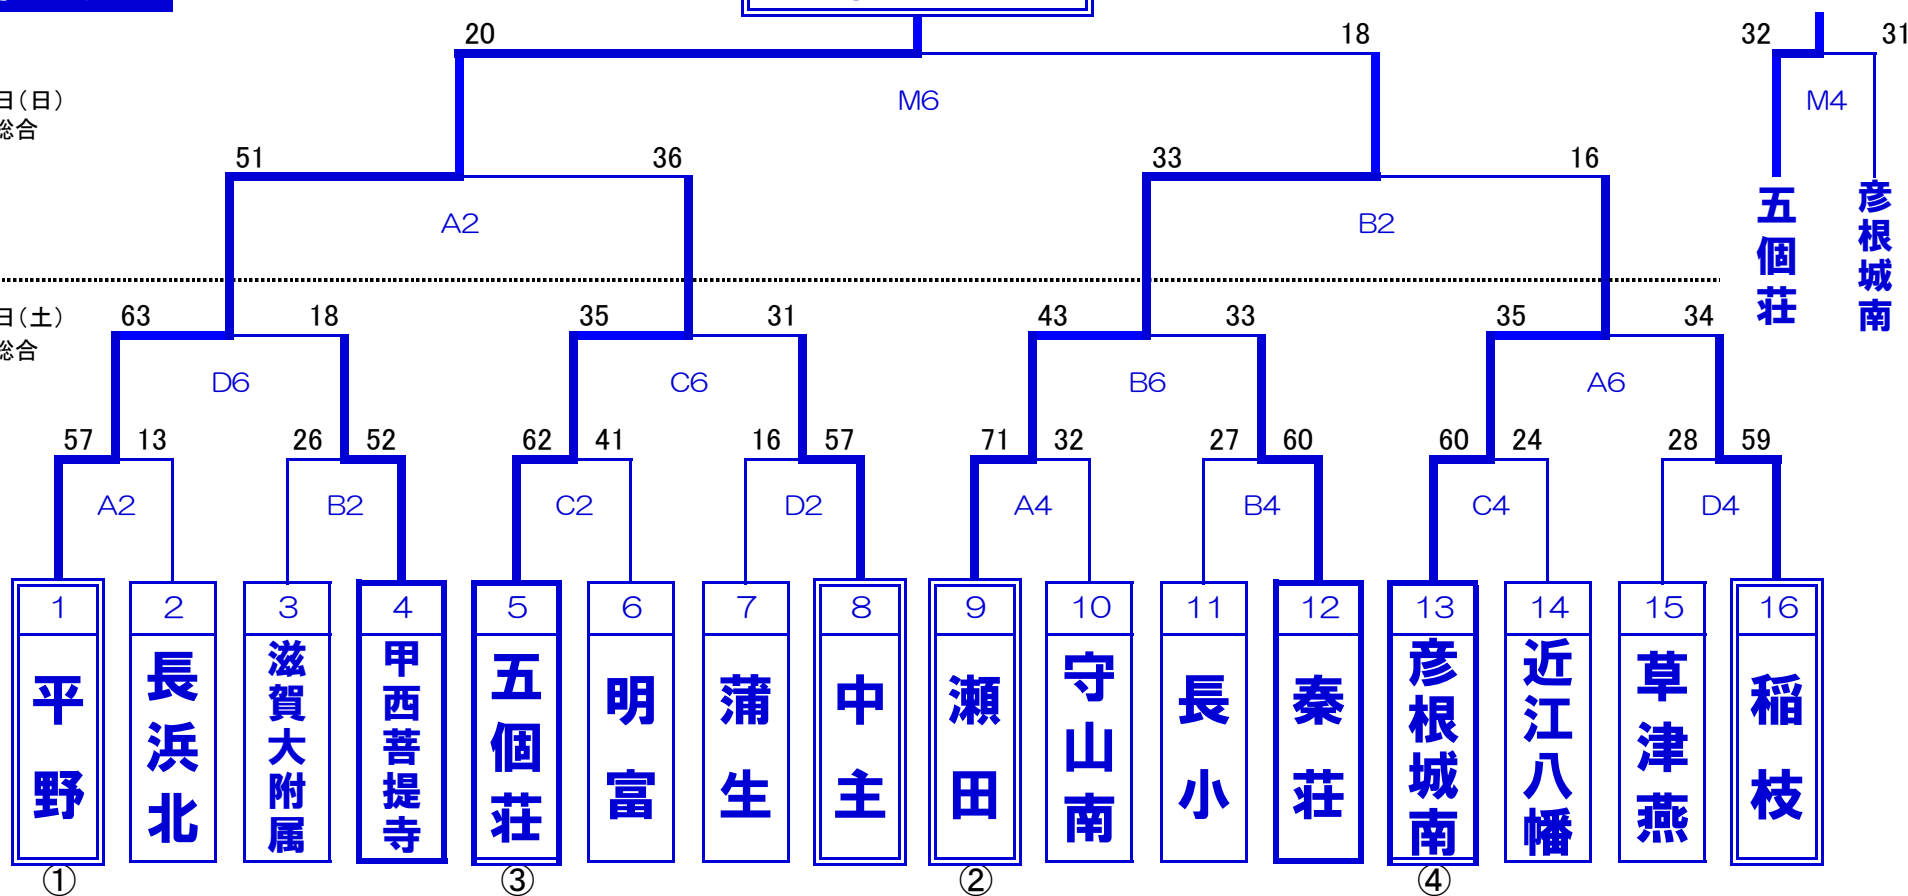 20 18 32 31
日(日) M6 M4
総合
51 36 33 16
A2 B2
五個荘 彦根城南
日(土) 63 18 35 31 43 33 35 34
総合
D6 C6 B6 A6
57 13 26 52 62 41 16 57 71 32 27 60 60 24 28 59
A2 B2 C2 D2 A4 B4 C4 D4
1 2 3 4 5 6 7 8 9 10 11 12 13 14 15 16
平野
長浜北
滋賀大附属
甲西菩提寺
五個荘
明富
蒲生
中主
瀬田
守山南
長小
秦荘
彦根城南
近江八幡
草津燕
稲枝
① ③ ② ④